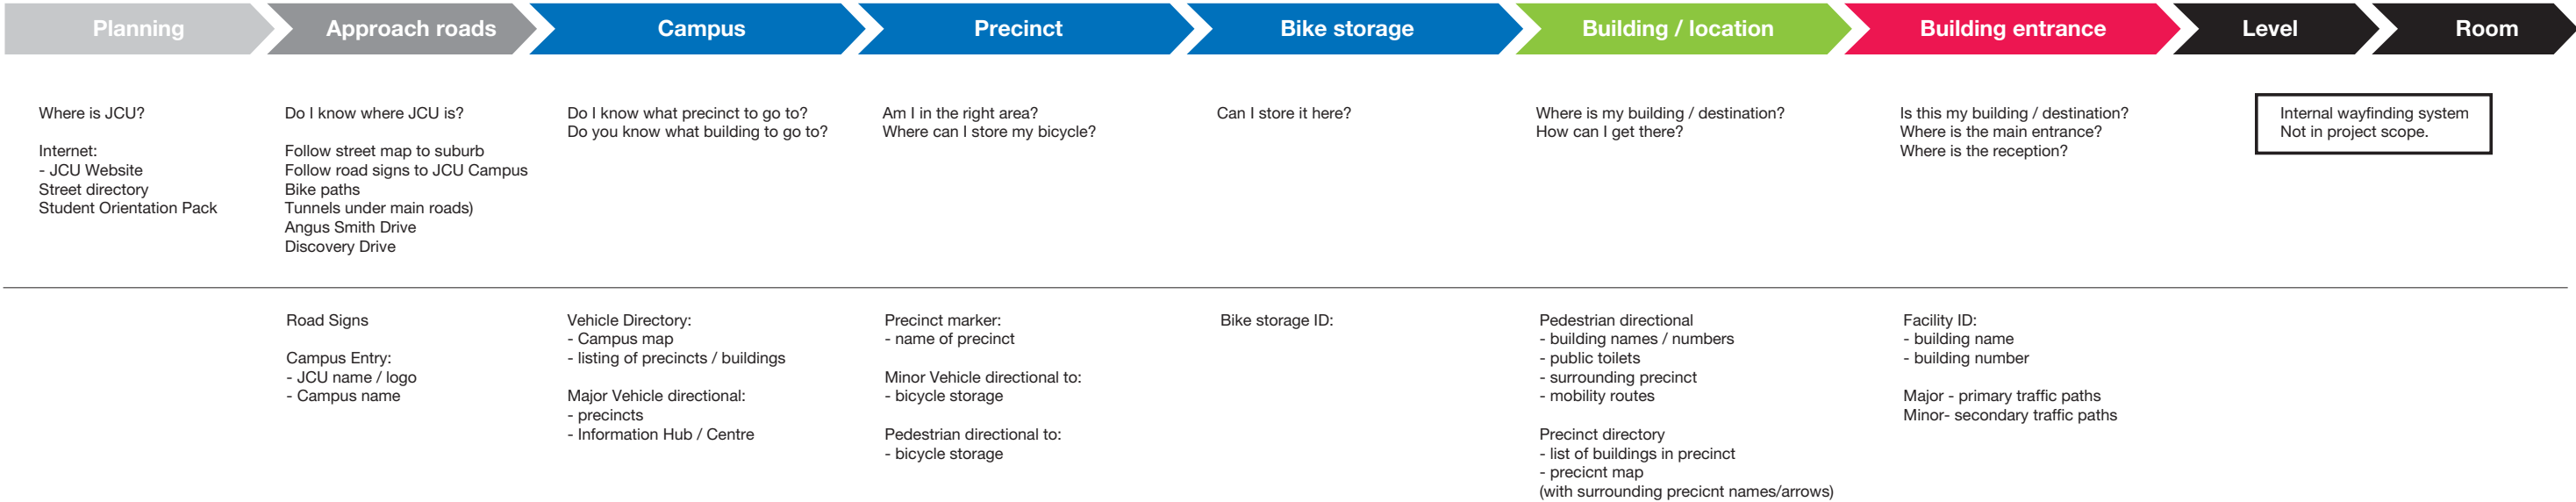 Planning
Approach roads
Campus
Precinct
Bike storage
Building / location
Building entrance
Level
Room
Where is JCU?
Internet:
- JCU Website
Street directory
Student Orientation Pack
Do I know where JCU is?
Follow street map to suburb
Follow road signs to JCU Campus
Bike paths
Tunnels under main roads)
Angus Smith Drive
Discovery Drive
Do I know what precinct to go to?
Do you know what building to go to?
Am I in the right area?
Where can I store my bicycle?
Can I store it here?
Where is my building / destination?
How can I get there?
Is this my building / destination?
Where is the main entrance?
Where is the reception?
Internal wayfinding system
Not in project scope.
Road Signs
Campus Entry:
- JCU name / logo
- Campus name
Vehicle Directory:
- Campus map
- listing of precincts / buildings
Major Vehicle directional:
- precincts
- Information Hub / Centre
Precinct marker:
- name of precinct
Minor Vehicle directional to:
- bicycle storage
Pedestrian directional to:
- bicycle storage
Bike storage ID:
Pedestrian directional
- building names / numbers
- public toilets
- surrounding precinct
- mobility routes
Precinct directory
- list of buildings in precinct
- precicnt map
(with surrounding precicnt names/arrows)
Facility ID:
- building name
- building number
Major - primary traffic paths
Minor- secondary traffic paths